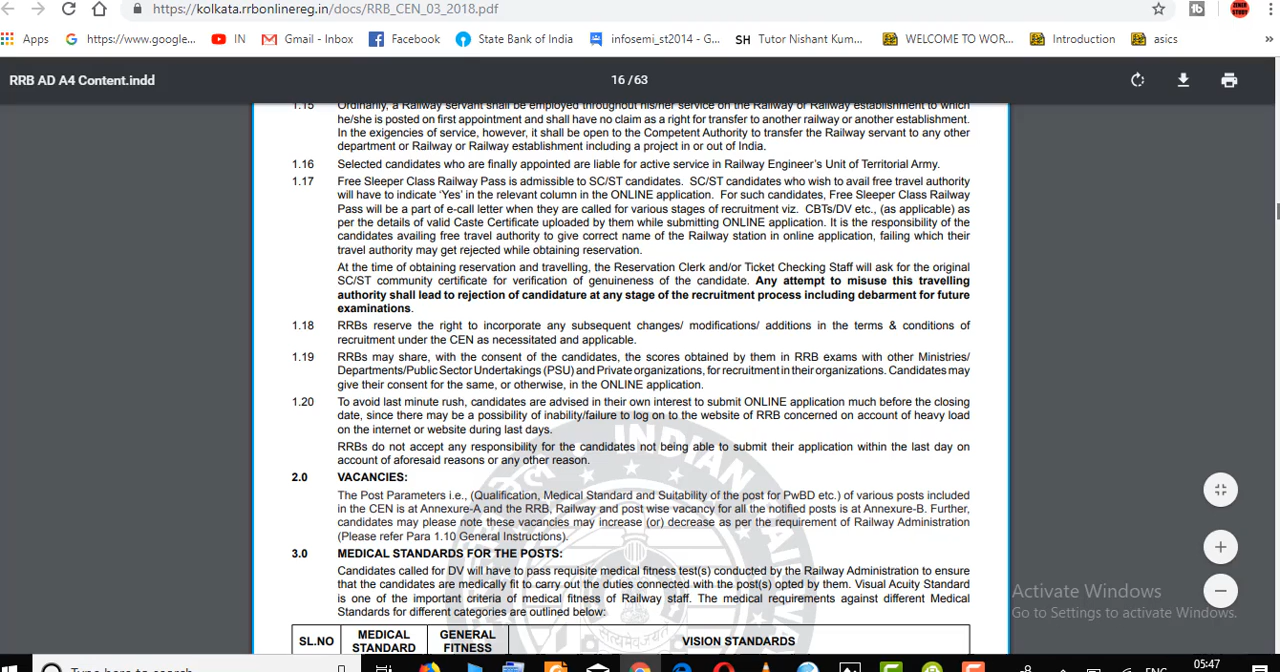 https://kolkata.rrbonlinereg.in/docs/RRB_CEN_03_2018.pdf
Apps https://www.google... IN Gmail - Inbox Facebook State Bank of India infosemi_st2014 - G... SH Tutor Nishant Kum... WELCOME TO WOR... Introduction asics »
RRB AD A4 Content.indd 16 / 63
1.15 Ordinarily, a Railway servant shall be employed throughout his/her service on the Railway or Railway establishment to which
he/she is posted on first appointment and shall have no claim as a right for transfer to another railway or another establishment.
In the exigencies of service, however, it shall be open to the Competent Authority to transfer the Railway servant to any other
department or Railway or Railway establishment including a project in or out of India.
1.16 Selected candidates who are finally appointed are liable for active service in Railway Engineer's Unit of Territorial Army.
1.17 Free Sleeper Class Railway Pass is admissible to SC/ST candidates. SC/ST candidates who wish to avail free travel authority
will have to indicate 'Yes' in the relevant column in the ONLINE application. For such candidates, Free Sleeper Class Railway
Pass will be a part of e-call letter when they are called for various stages of recruitment viz. CBTs/DV etc., (as applicable) as
per the details of valid Caste Certificate uploaded by them while submitting ONLINE application. It is the responsibility of the
candidates availing free travel authority to give correct name of the Railway station in online application, failing which their
travel authority may get rejected while obtaining reservation.
At the time of obtaining reservation and travelling, the Reservation Clerk and/or Ticket Checking Staff will ask for the original
SC/ST community certificate for verification of genuineness of the candidate. Any attempt to misuse this travelling
authority shall lead to rejection of candidature at any stage of the recruitment process including debarment for future
examinations.
1.18 RRBs reserve the right to incorporate any subsequent changes/ modifications/ additions in the terms & conditions of
recruitment under the CEN as necessitated and applicable.
1.19 RRBs may share, with the consent of the candidates, the scores obtained by them in RRB exams with other Ministries/
Departments/Public Sector Undertakings (PSU) and Private organizations, for recruitment in their organizations. Candidates may
give their consent for the same, or otherwise, in the ONLINE application.
1.20 To avoid last minute rush, candidates are advised in their own interest to submit ONLINE application much before the closing
date, since there may be a possibility of inability/failure to log on to the website of RRB concerned on account of heavy load
on the internet or website during last days.
RRBs do not accept any responsibility for the candidates not being able to submit their application within the last day on
account of aforesaid reasons or any other reason.
2.0 VACANCIES:
The Post Parameters i.e., (Qualification, Medical Standard and Suitability of the post for PwBD etc.) of various posts included
in the CEN is at Annexure-A and the RRB, Railway and post wise vacancy for all the notified posts is at Annexure-B. Further,
candidates may please note these vacancies may increase (or) decrease as per the requirement of Railway Administration
(Please refer Para 1.10 General Instructions).
3.0 MEDICAL STANDARDS FOR THE POSTS:
Candidates called for DV will have to pass requisite medical fitness test(s) conducted by the Railway Administration to ensure
that the candidates are medically fit to carry out the duties connected with the post(s) opted by them. Visual Acuity Standard
is one of the important criteria of medical fitness of Railway staff. The medical requirements against different Medical
Standards for different categories are outlined below:
SL.NO MEDICAL STANDARD GENERAL FITNESS VISION STANDARDS
INDIAN RAILWAY
सत्यमेव जयते
Activate Windows
Go to Settings to activate Windows.
Type here to search
ENG 05:47